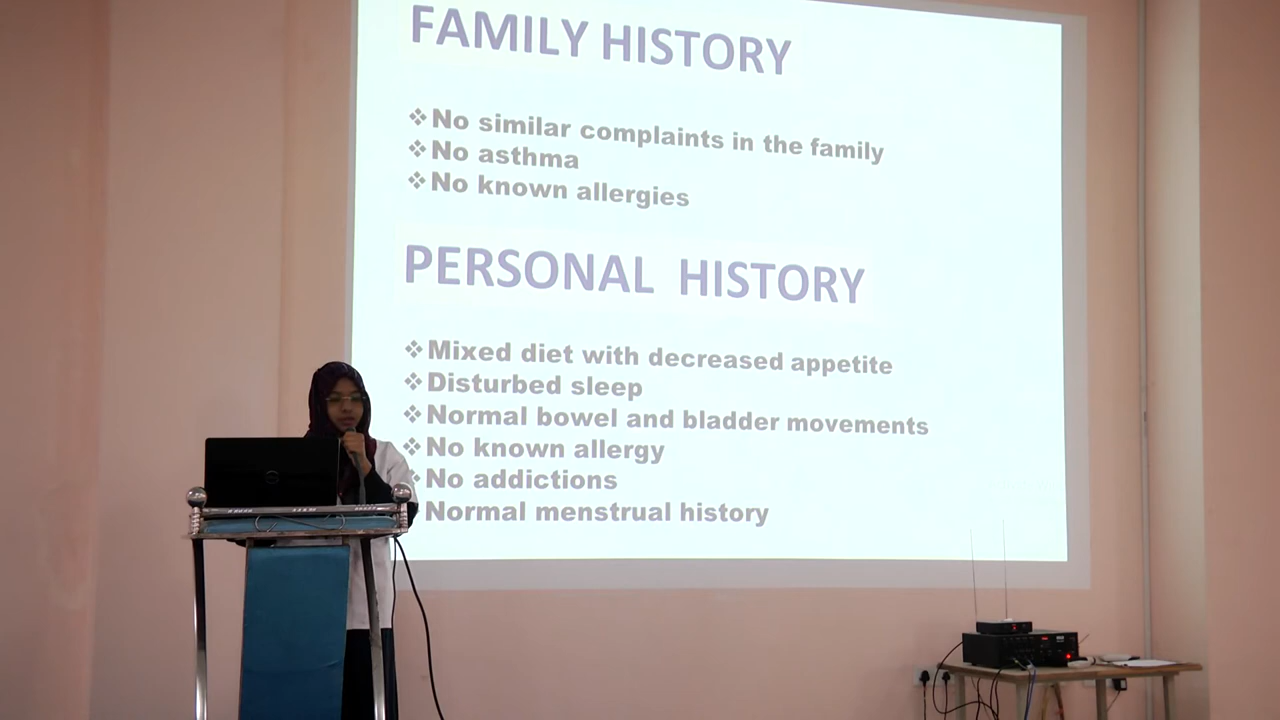 FAMILY HISTORY
No similar complaints in the family
No asthma
No known allergies
PERSONAL HISTORY
Mixed diet with decreased appetite
Disturbed sleep
Normal bowel and bladder movements
No known allergy
No addictions
Normal menstrual history